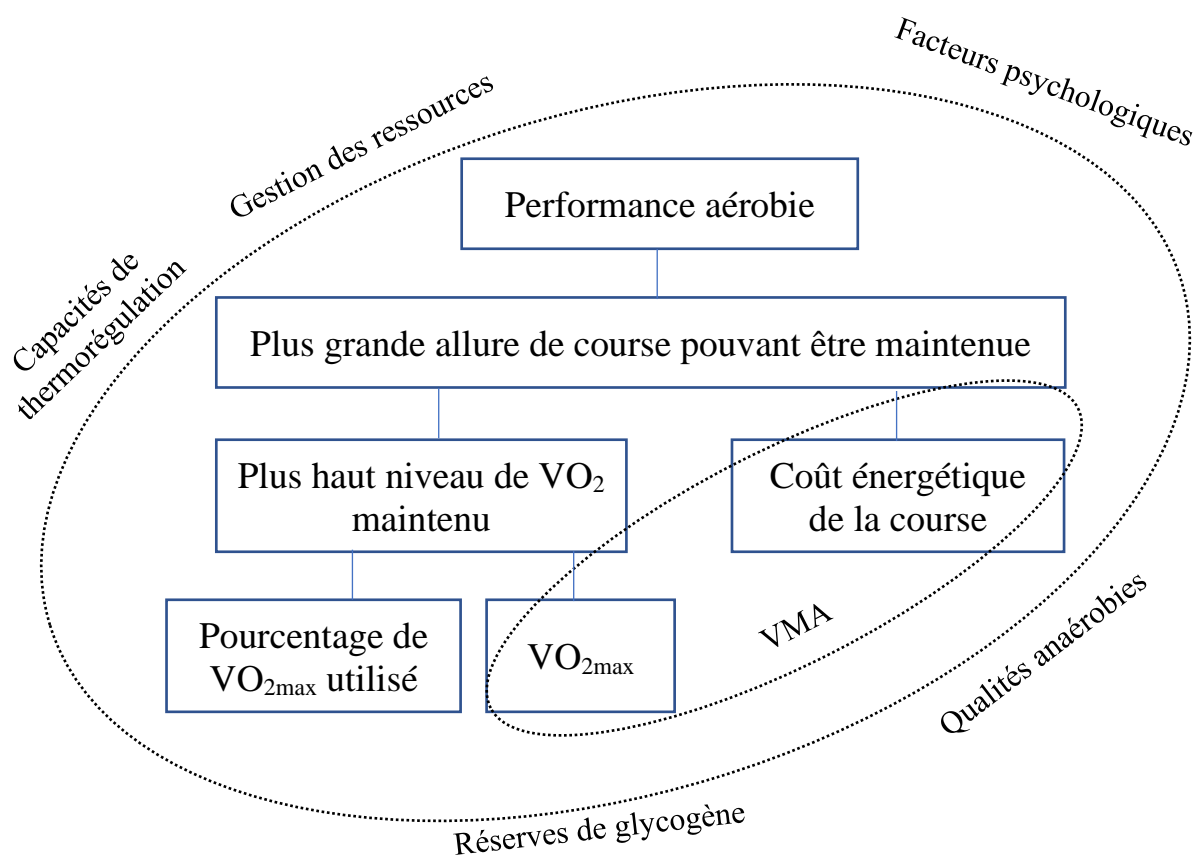 Facteurs psychologiques
Gestion des ressources
Performance aérobie
Capacités de
thermorégulation
Plus grande allure de course pouvant être maintenue
Plus haut niveau de VO₂
maintenu
Coût énergétique
de la course
Pourcentage de
VO₂max utilisé
VO₂max
VMA
Qualités anaérobies
Réserves de glycogène